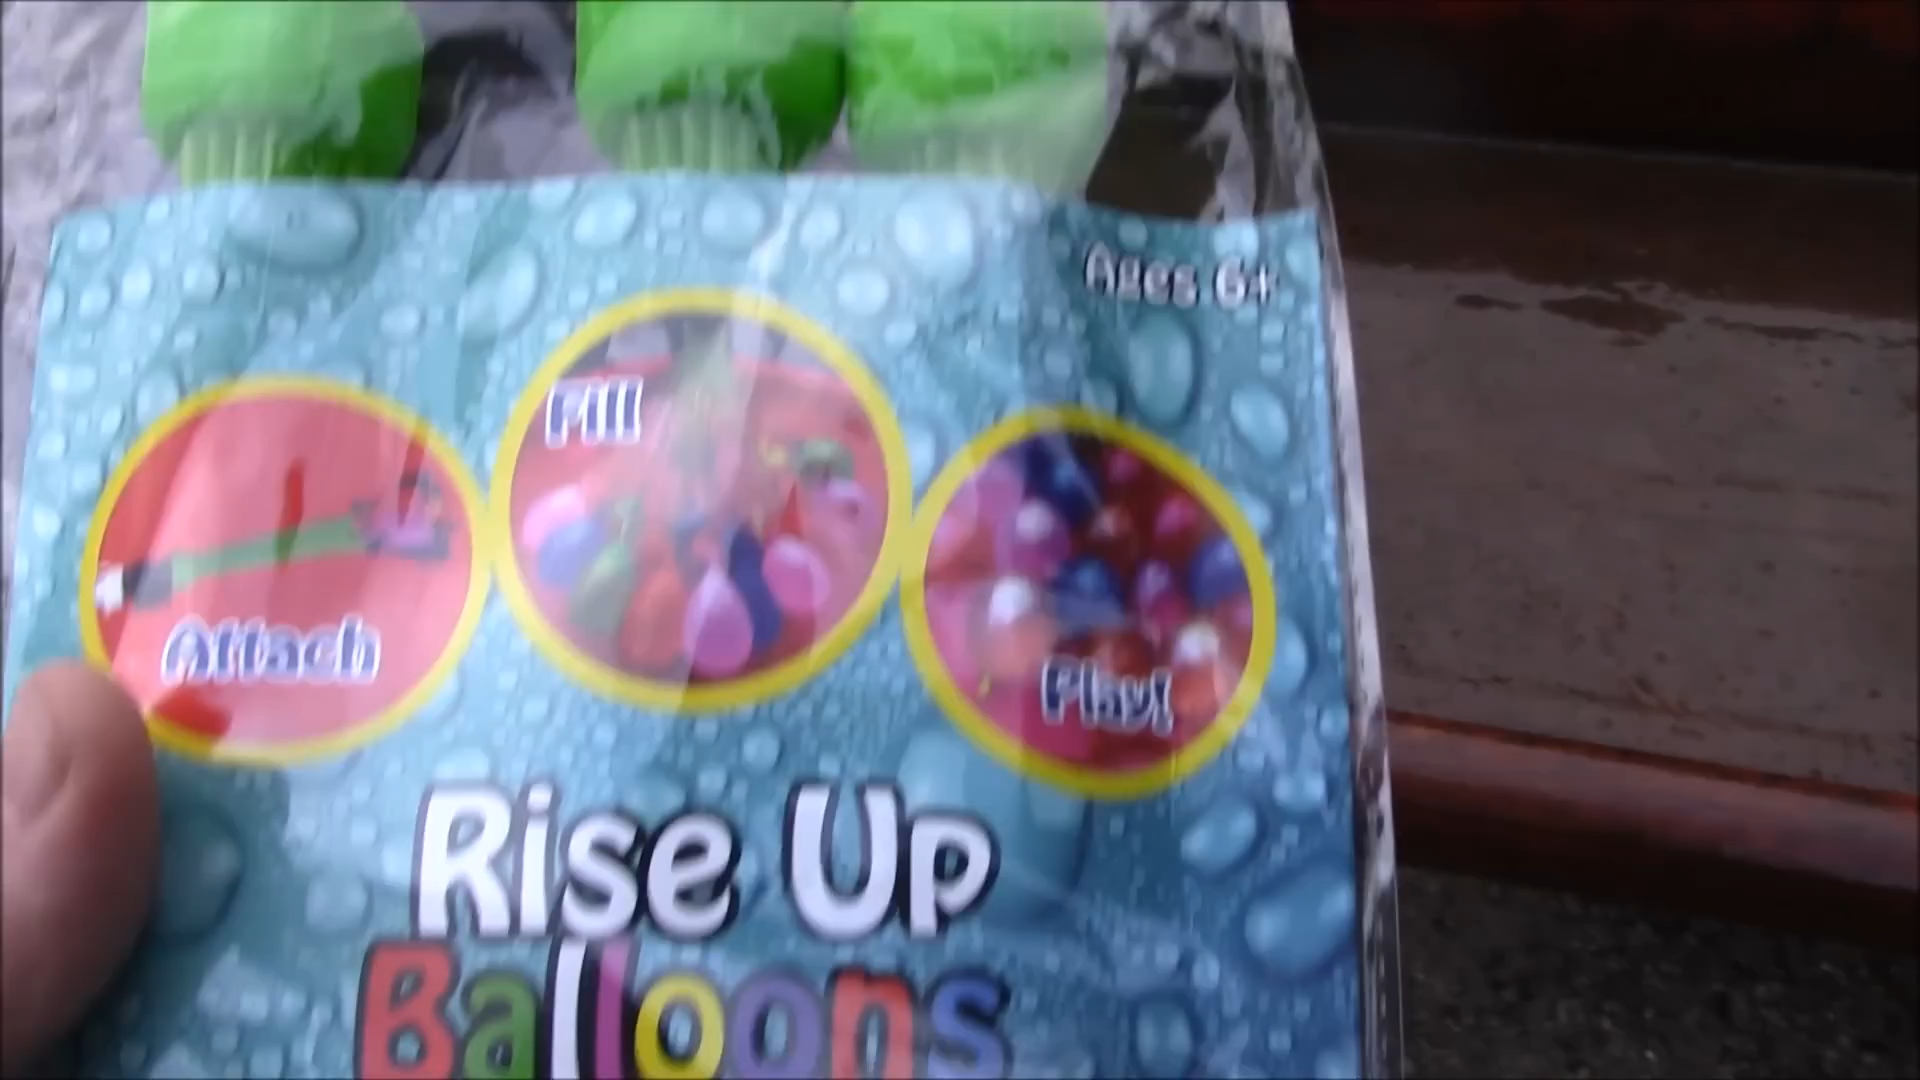 Ages 6+
Fill
Attach
Play!
Rise Up
Balloons